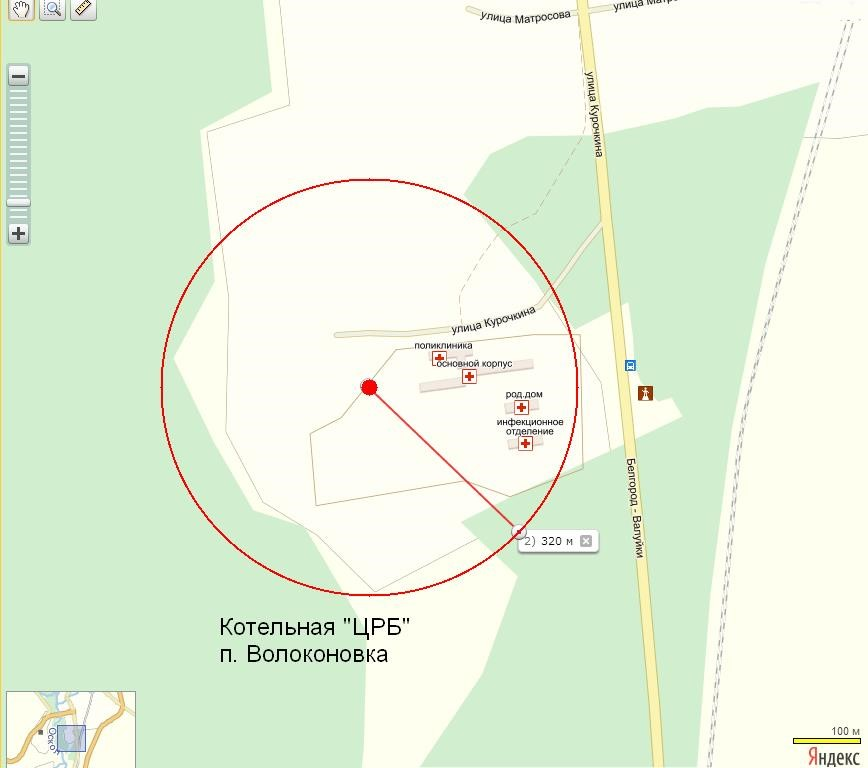 улица Матросова
улица Матро
улица Курочкина
улица Курочкина
поликлиника
основной корпус
род.дом
инфекционное
отделение
Белгород - Валуйки
2) 320 м
Котельная "ЦРБ"
п. Волоконовка
Оско
100 м
Яндекс